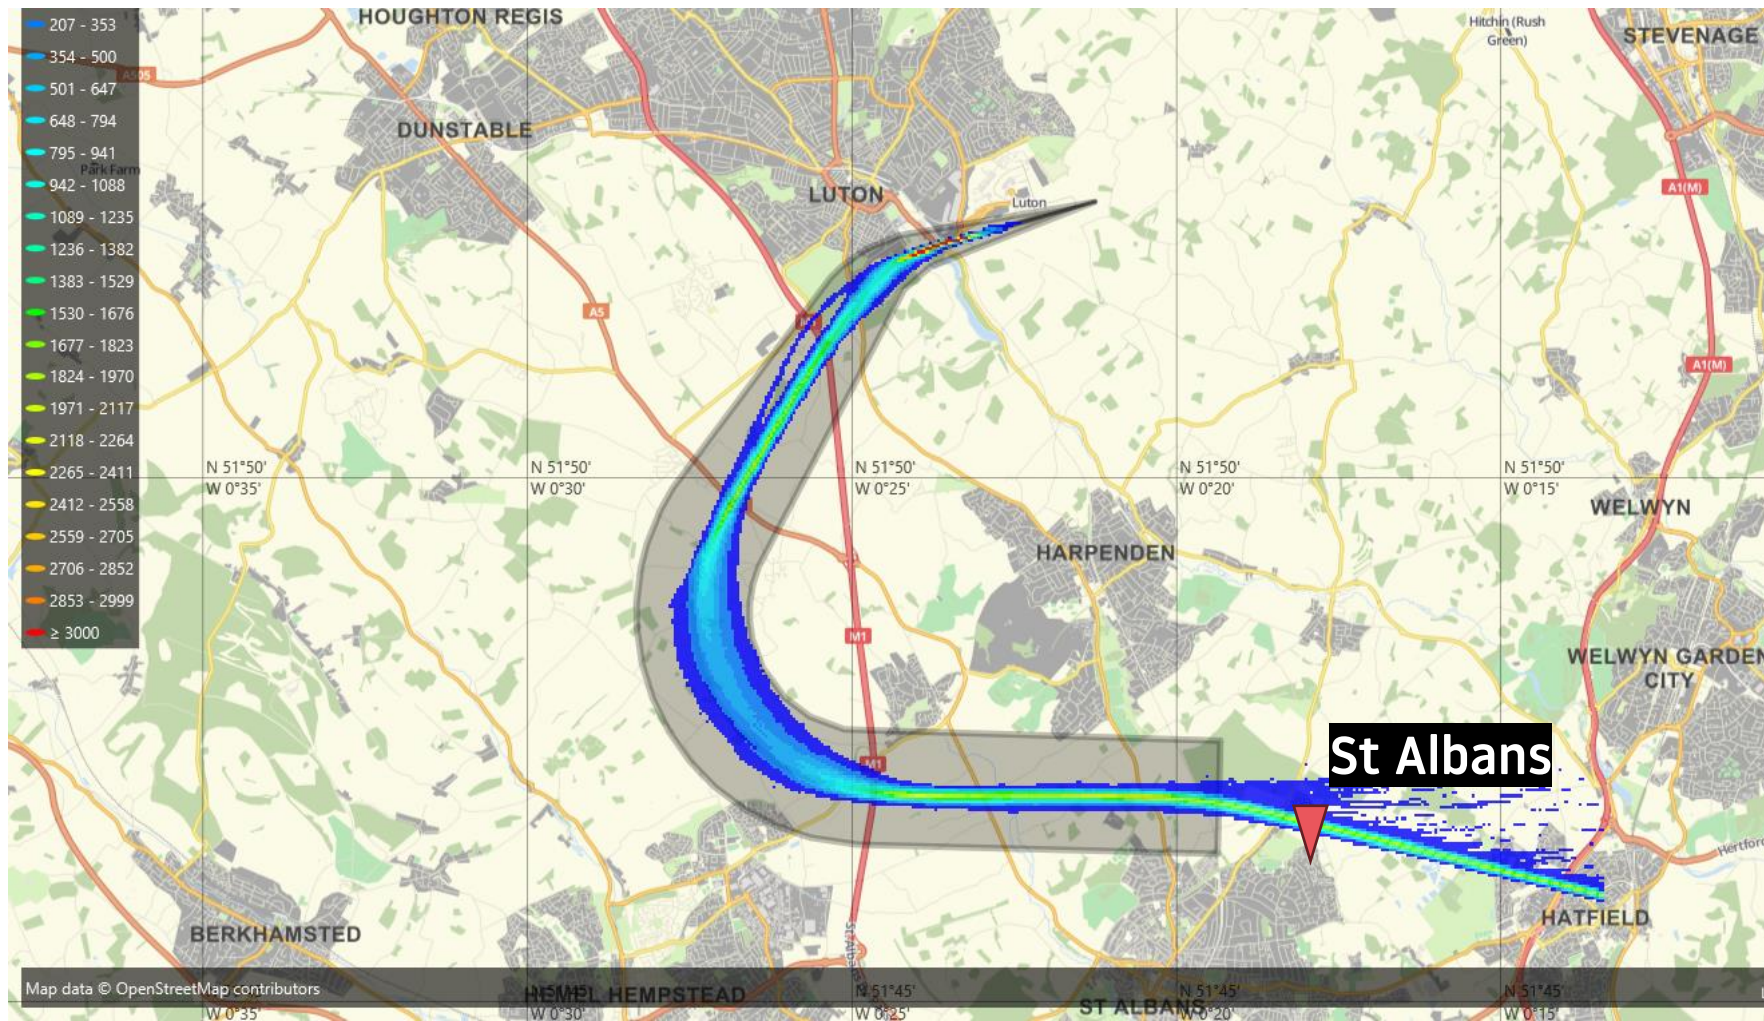 207 - 353
354 - 500
501 - 647
648 - 794
795 - 941
942 - 1088
1089 - 1235
1236 - 1382
1383 - 1529
1530 - 1676
1677 - 1823
1824 - 1970
1971 - 2117
2118 - 2264
2265 - 2411
2412 - 2558
2559 - 2705
2706 - 2852
2853 - 2999
≥ 3000
HOUGHTON REGIS
Hitchin (Rush
Green)
STEVENAGE
A505
DUNSTABLE
Park Farm
LUTON
Luton
A1(M)
A5
A1(M)
N 51°50'
W 0°35'
N 51°50'
W 0°30'
N 51°50'
W 0°25'
N 51°50'
W 0°20'
N 51°50'
W 0°15'
WELWYN
HARPENDEN
M1
WELWYN GARDEN
CITY
St Albans
M1
HATFIELD
BERKHAMSTED
Map data © OpenStreetMap contributors
HEMEL HEMPSTEAD
ST ALBANS
N 51°45'
W 0°35'
W 0°30'
N 51°45'
W 0°25'
N 51°45'
W 0°20'
N 51°45'
W 0°15'